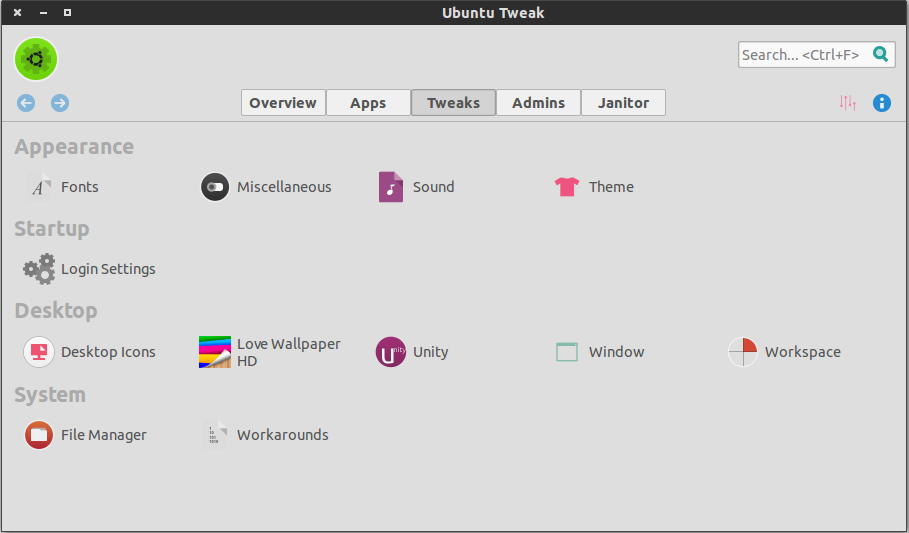 Ubuntu Tweak
Search... <Ctrl+F>
Overview Apps Tweaks Admins Janitor
Appearance
Fonts Miscellaneous Sound Theme
Startup
Login Settings
Desktop
Desktop Icons Love Wallpaper HD Unity Window Workspace
System
File Manager Workarounds